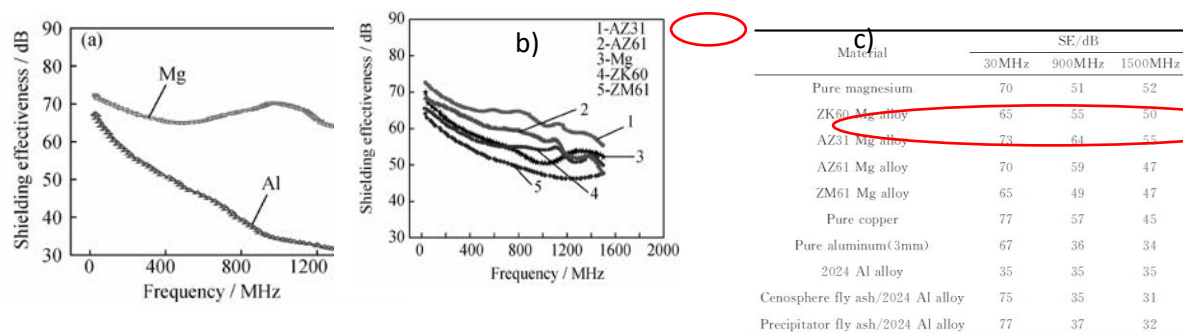 (a)
90
80
70
60
50
40
30
Shielding effectiveness / dB
Mg
Al
0 400 800 1200
Frequency / MHz
b)
90
80
70
60
50
40
30
Shielding effectiveness / dB
1-AZ31
2-AZ61
3-Mg
4-ZK60
5-ZM61
2
1
3
4
5
0 400 800 1200 1600 2000
Frequency / MHz
c)
Material SE/dB
30MHz 900MHz 1500MHz
Pure magnesium 70 51 52
ZK60 Mg alloy 65 55 50
AZ31 Mg alloy 73 64 55
AZ61 Mg alloy 70 59 47
ZM61 Mg alloy 65 49 47
Pure copper 77 57 45
Pure aluminum(3mm) 67 36 34
2024 Al alloy 35 35 35
Cenosphere fly ash/2024 Al alloy 75 35 31
Precipitator fly ash/2024 Al alloy 77 37 32